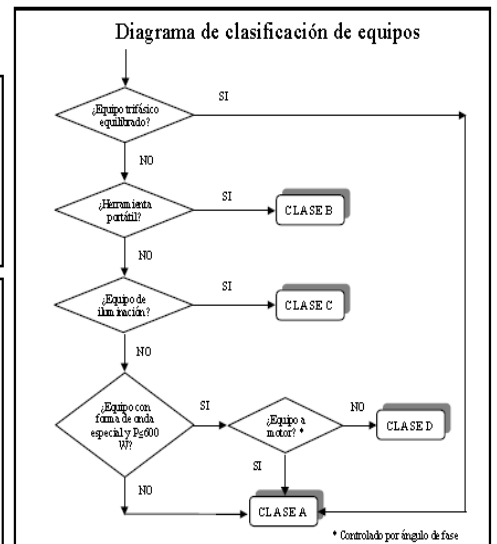 Diagrama de clasificación de equipos
¿Equipo trifásico
equilibrado?
SI
NO
¿Herramienta
portátil?
SI
CLASE B
NO
¿Equipo de
iluminación?
SI
CLASE C
NO
¿Equipo con
forma de onda
especial y P≤600
W?
SI
¿Equipo a
motor? *
NO
CLASE D
SI
NO
CLASE A
* Controlado por ángulo de fase